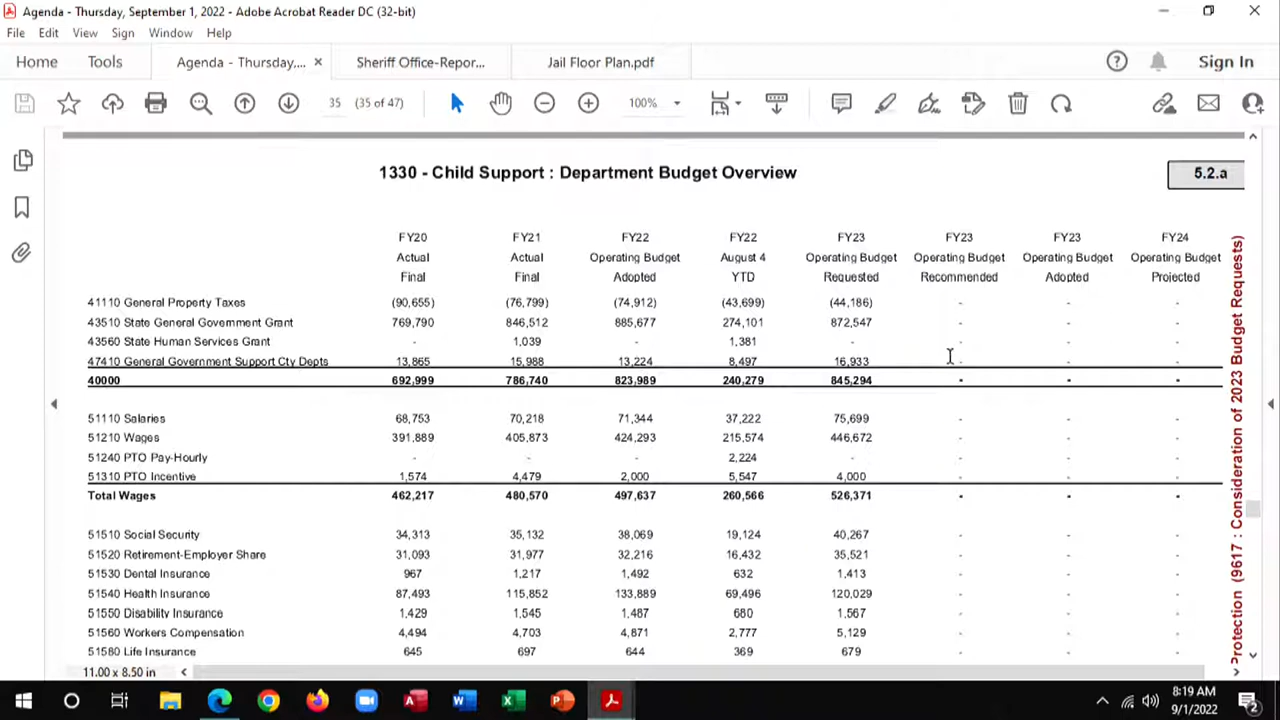 Agenda - Thursday, September 1, 2022 - Adobe Acrobat Reader DC (32-bit)
File Edit View Sign Window Help
Home Tools Agenda - Thursday,... × Sheriff Office-Repor... Jail Floor Plan.pdf Sign In
35 (35 of 47) 100%
1330 - Child Support : Department Budget Overview 5.2.a
FY20 FY21 FY22 FY22 FY23 FY23 FY23 FY24
Actual Actual Operating Budget August 4 Operating Budget Operating Budget Operating Budget Operating Budget
Final Final Adopted YTD Requested Recommended Adopted Projected
41110 General Property Taxes (90,655) (76,799) (74,912) (43,699) (44,186) - - -
43510 State General Government Grant 769,790 846,512 885,677 274,101 872,547 - - -
43560 State Human Services Grant - 1,039 - 1,381 - - - -
47410 General Government Support Cty Depts 13,865 15,988 13,224 8,497 16,933 - - -
40000 692,999 786,740 823,989 240,279 845,294 - - -
51110 Salaries 68,753 70,218 71,344 37,222 75,699 - - -
51210 Wages 391,889 405,873 424,293 215,574 446,672 - - -
51240 PTO Pay-Hourly - - - 2,224 - - - -
51310 PTO Incentive 1,574 4,479 2,000 5,547 4,000 - - -
Total Wages 462,217 480,570 497,637 260,566 526,371 - - -
51510 Social Security 34,313 35,132 38,069 19,124 40,267 - - -
51520 Retirement-Employer Share 31,093 31,977 32,216 16,432 35,521 - - -
51530 Dental Insurance 967 1,217 1,492 632 1,413 - - -
51540 Health Insurance 87,493 115,852 133,889 69,496 120,029 - - -
51550 Disability Insurance 1,429 1,545 1,487 680 1,567 - - -
51560 Workers Compensation 4,494 4,703 4,871 2,777 5,129 - - -
51580 Life Insurance 645 697 644 369 679 - - -
Protection (9617 : Consideration of 2023 Budget Requests)
11.00 x 8.50 in
8:19 AM
9/1/2022
2